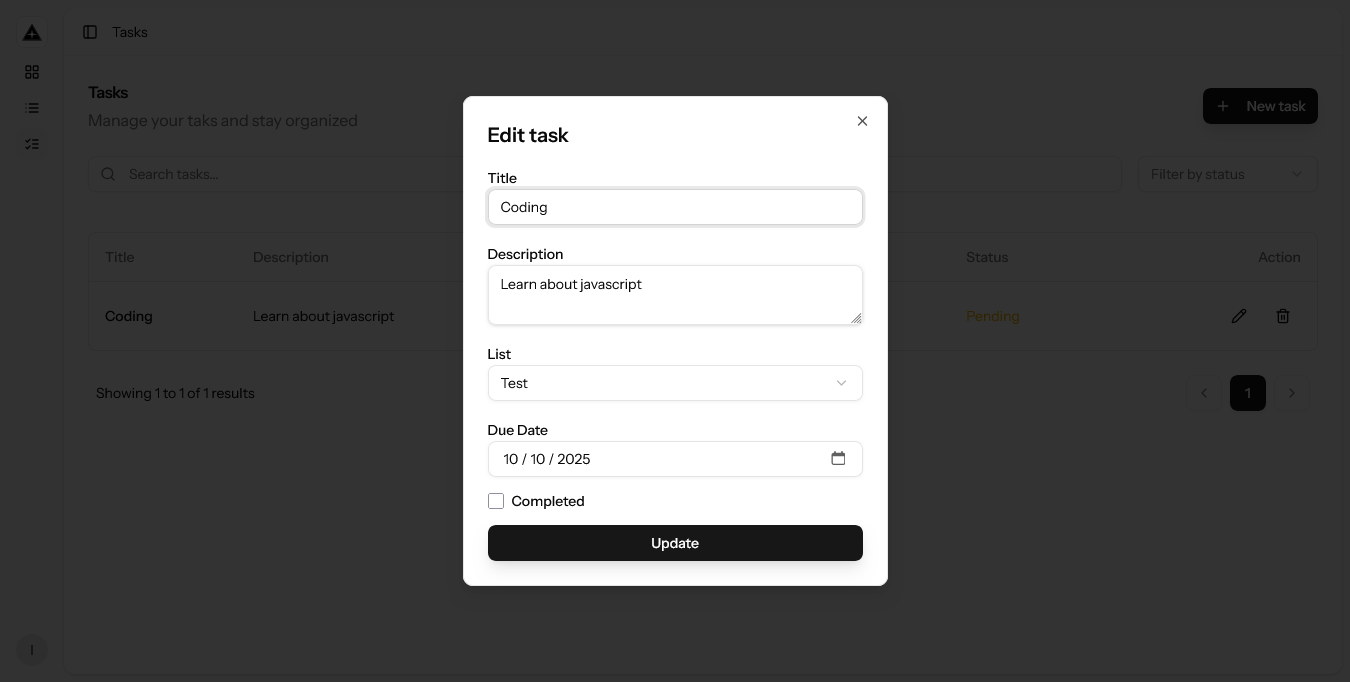 Tasks
Tasks
Manage your taks and stay organized
New task
Search tasks...
Filter by status
Title Description Status Action
Coding Learn about javascript Pending
Showing 1 to 1 of 1 results
1
I
Edit task
Title
Coding
Description
Learn about javascript
List
Test
Due Date
10 / 10 / 2025
Completed
Update